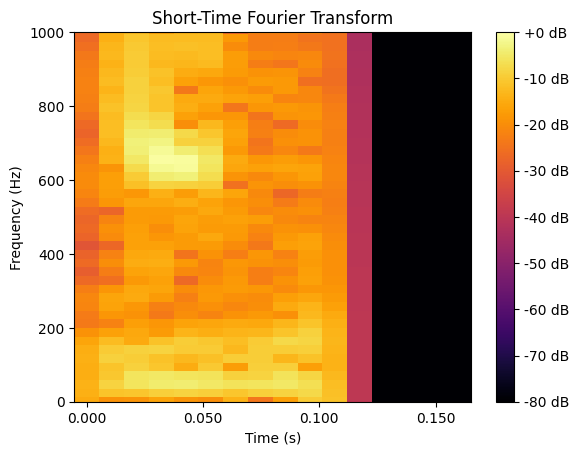 Short-Time Fourier Transform
1000
800
600
400
200
0
Frequency (Hz)
0.000
0.050
0.100
0.150
Time (s)
+0 dB
-10 dB
-20 dB
-30 dB
-40 dB
-50 dB
-60 dB
-70 dB
-80 dB